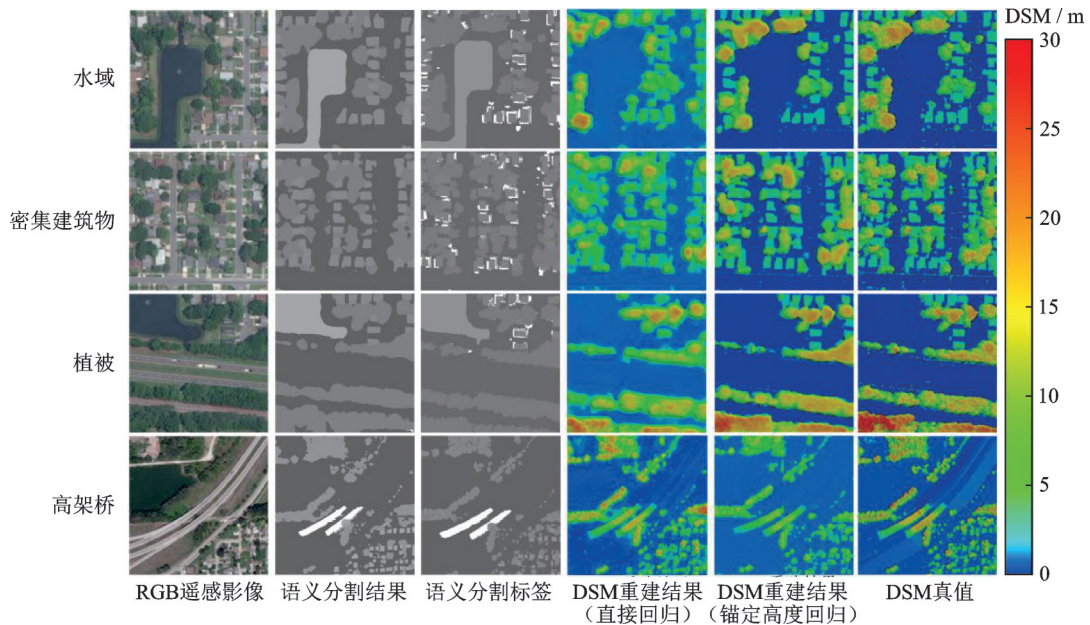 DSM / m
30
水域
25
密集建筑物
20
15
植被
10
5
高架桥
0
RGB遥感影像 语义分割结果 语义分割标签 DSM重建结果 DSM重建结果 DSM真值
（直接回归） （锚定高度回归）